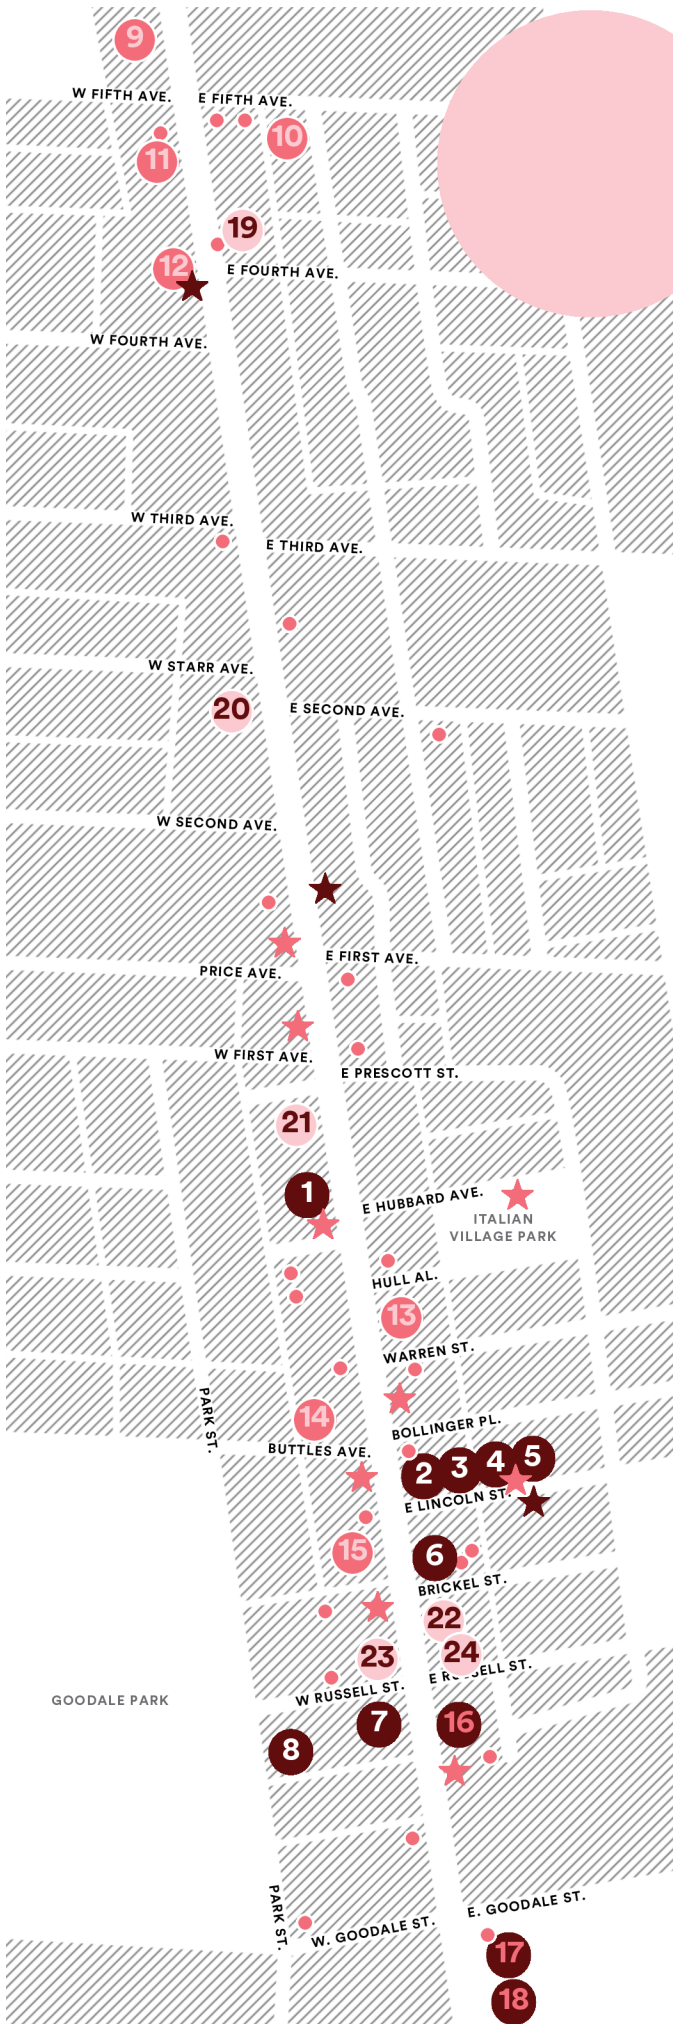 9
W FIFTH AVE.
E FIFTH AVE.
10
11
19
12
E FOURTH AVE.
W FOURTH AVE.
W THIRD AVE.
E THIRD AVE.
W STARR AVE.
20
E SECOND AVE.
W SECOND AVE.
E FIRST AVE.
PRICE AVE.
W FIRST AVE.
E PRESCOTT ST.
21
1
E HUBBARD AVE.
ITALIAN
VILLAGE PARK
HULL AL.
13
WARREN ST.
PARK ST.
14
BOLLINGER PL.
BUTTLES AVE.
2 3 4 5
E LINCOLN ST.
15
6
BRICKEL ST.
22
23
24
E RUSSELL ST.
W RUSSELL ST.
GOODALE PARK
7
16
8
PARK ST.
E. GOODALE ST.
W. GOODALE ST.
17
18